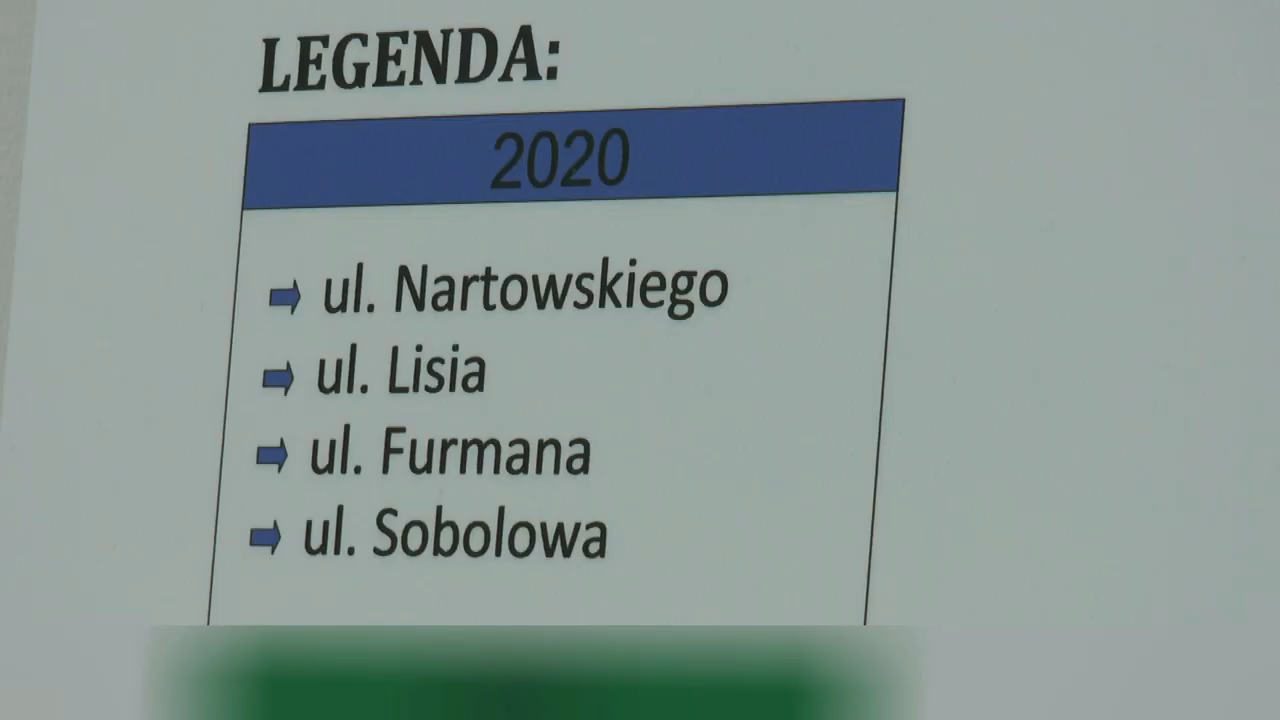 LEGENDA:
2020
ul. Nartowskiego
ul. Lisia
ul. Furmana
ul. Sobolowa